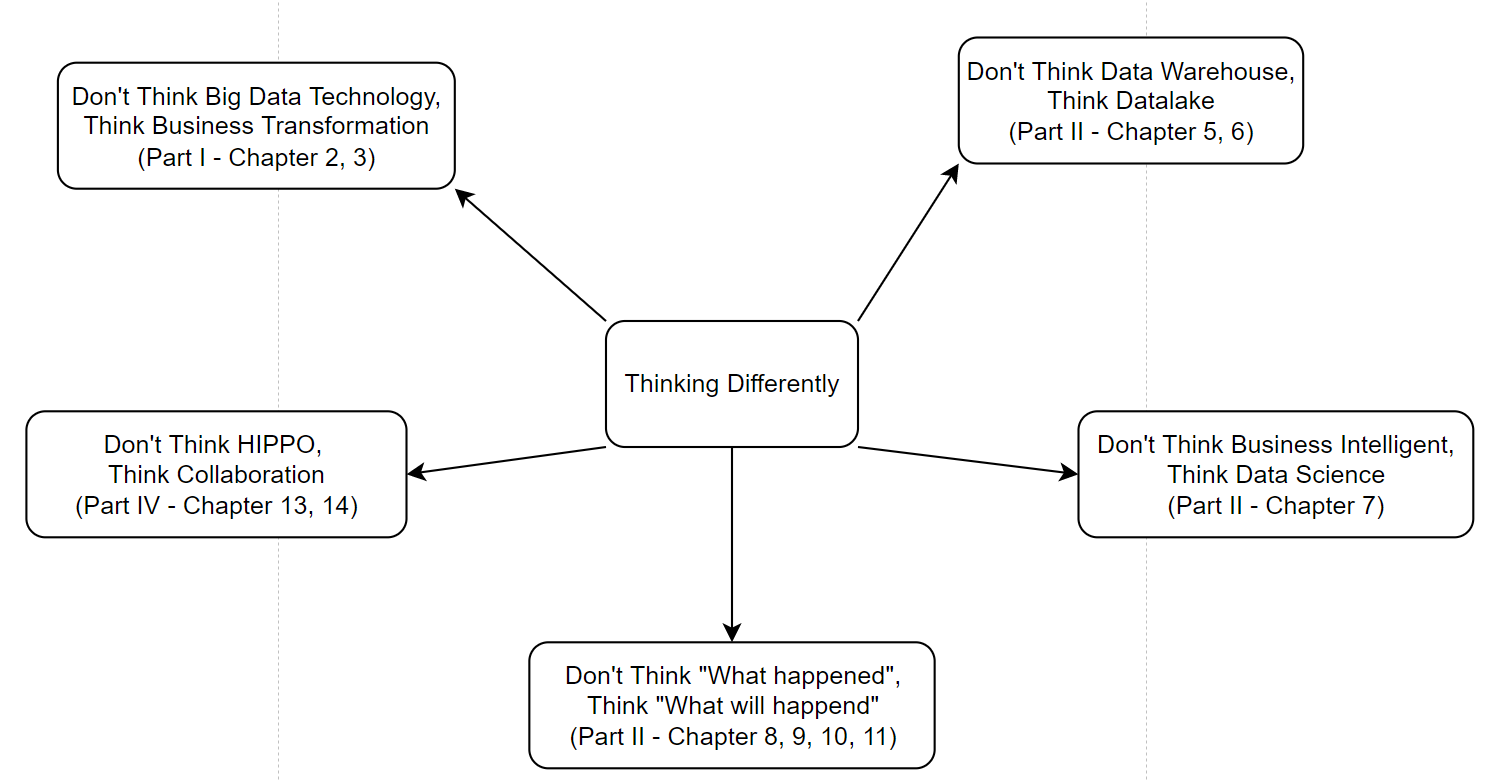 Don't Think Big Data Technology,
Think Business Transformation
(Part I - Chapter 2, 3)
Don't Think Data Warehouse,
Think Datalake
(Part II - Chapter 5, 6)
Thinking Differently
Don't Think HIPPO,
Think Collaboration
(Part IV - Chapter 13, 14)
Don't Think Business Intelligent,
Think Data Science
(Part II - Chapter 7)
Don't Think "What happened",
Think "What will happend"
(Part II - Chapter 8, 9, 10, 11)